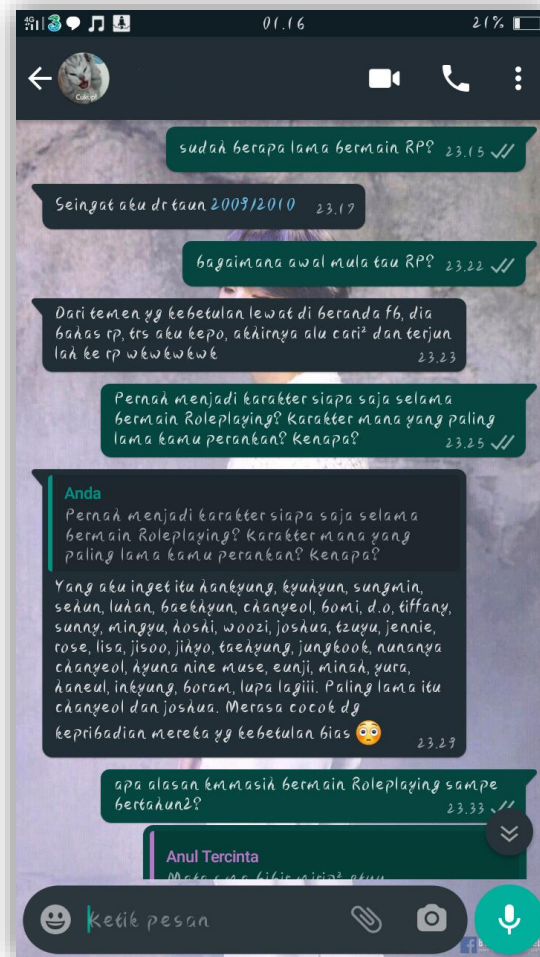 4G
01.16
21%
Cukup!
sudah berapa lama bermain RP?
23.15
Seingat aku dr taun 2009/2010
23.17
bagaimana awal mula tau RP?
23.22
Dari temen yg kebetulan lewat di beranda fb, dia
bahas rp, trs aku kepo, akhirnya alu cari² dan terjun
lah ke rp wkwkwkwk
23.23
Pernah menjadi karakter siapa saja selama
bermain Roleplaying? Karakter mana yang paling
lama kamu perankan? Kenapa?
23.25
Anda
Pernah menjadi karakter siapa saja selama
bermain Roleplaying? Karakter mana yang
paling lama kamu perankan? Kenapa?
Yang aku inget itu hankyung, kyuhyun, sungmin,
sehun, luhan, baekhyun, chanyeol, bomi, d.o, tiffany,
sunny, mingyu, hoshi, woozi, joshua, tzuyu, jennie,
rose, lisa, jisoo, jihyo, taehyung, jungkook, nunanya
chanyeol, hyuna nine muse, eunji, minah, yura,
haneul, inkyung, boram, lupa lagiii. Paling lama itu
chanyeol dan joshua. Merasa cocok dg
kepribadian mereka yg kebetulan bias
23.29
apa alasan kmmasih bermain Roleplaying sampe
bertahun2?
23.33
Anul Tercinta
Ketik pesan